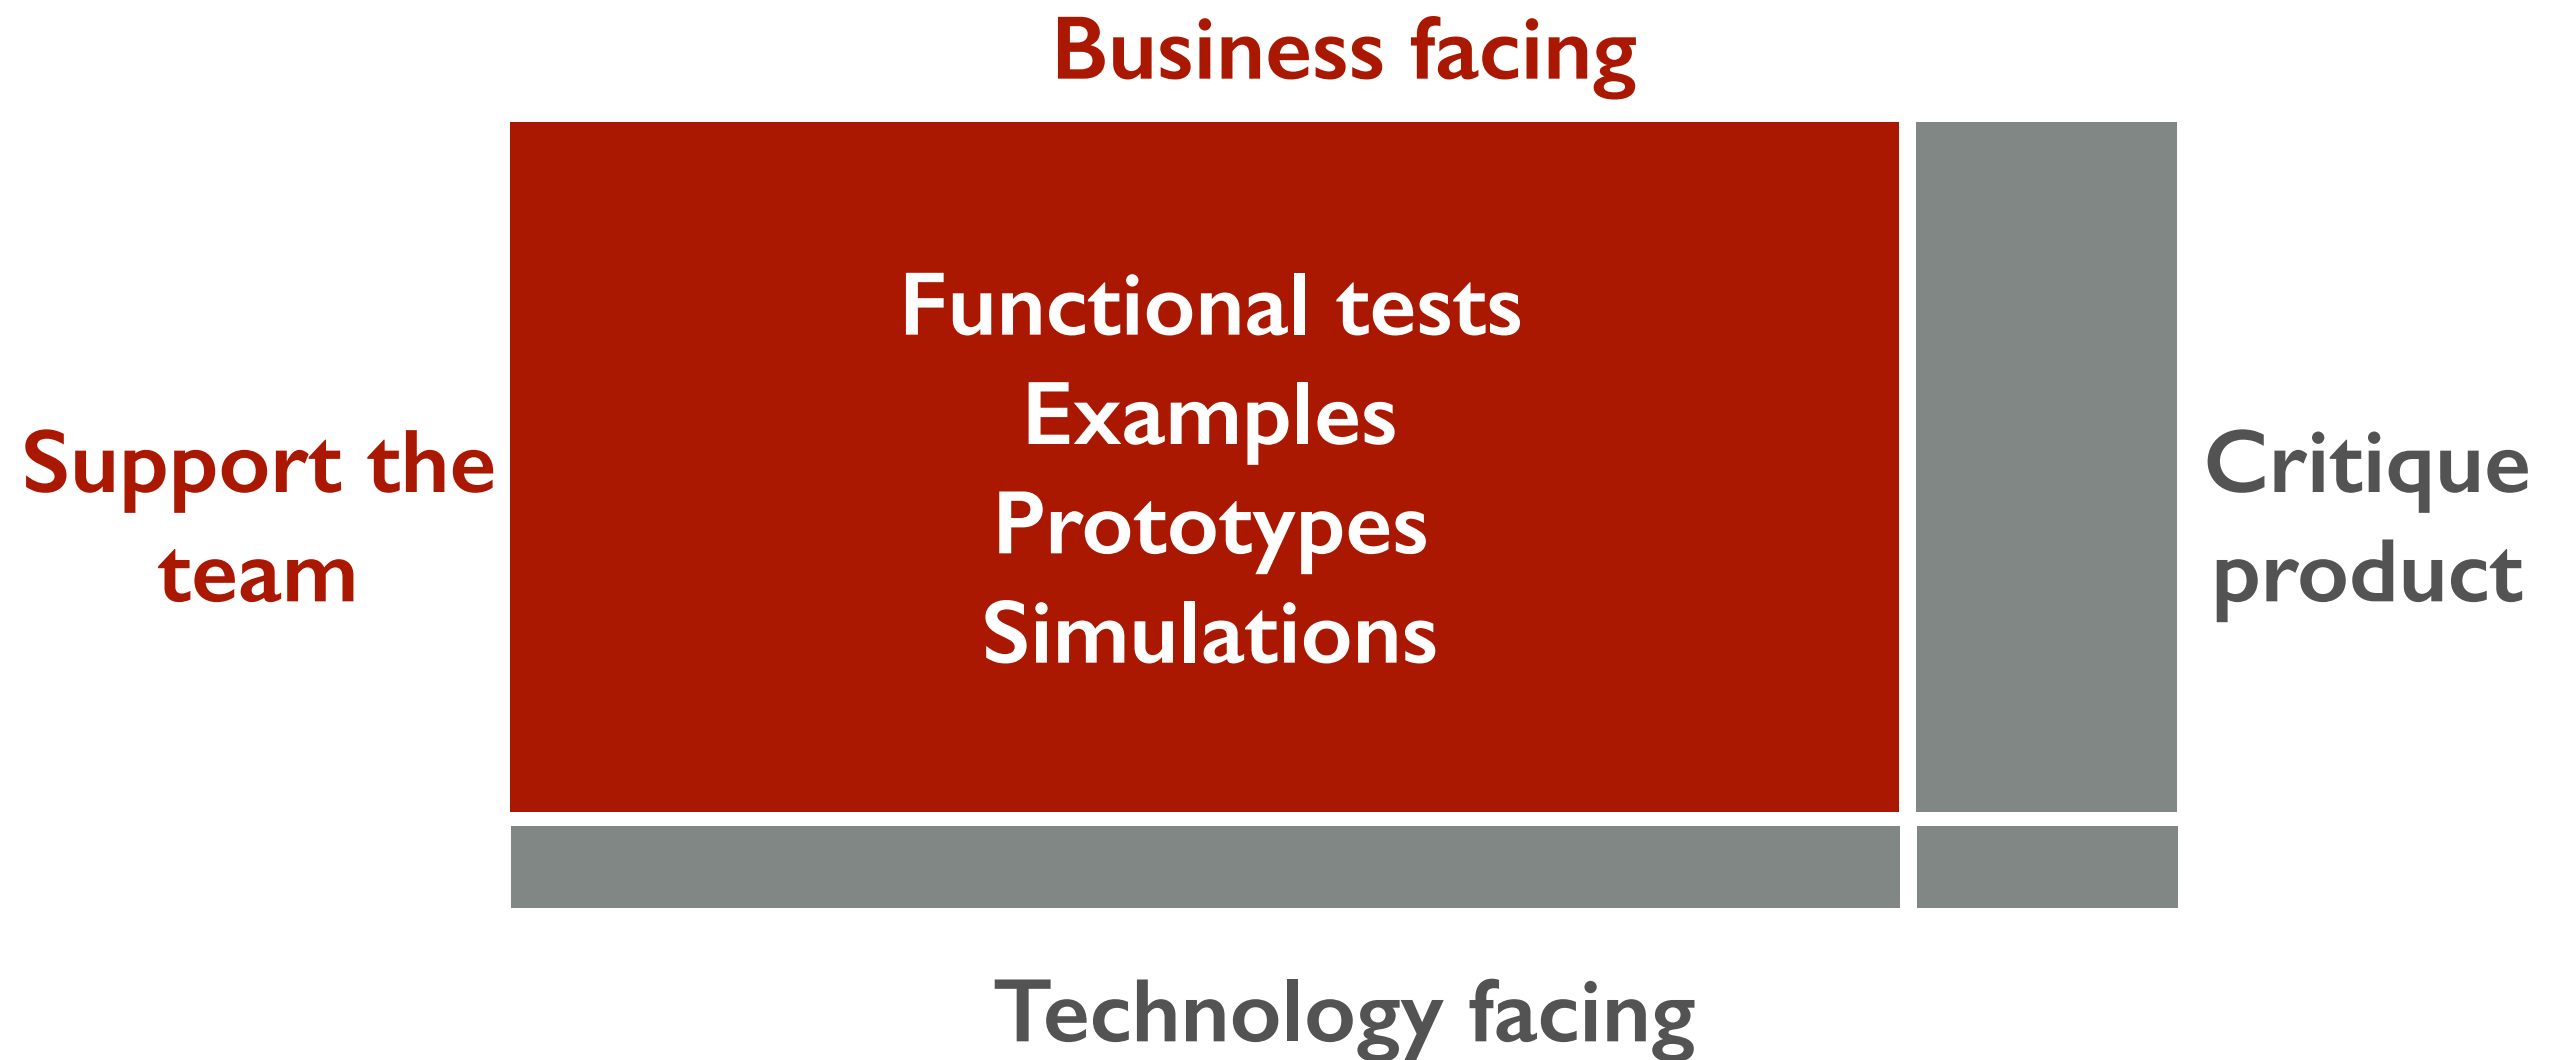 Business facing
Functional tests
Examples
Prototypes
Simulations
Support the
team
Critique
product
Technology facing